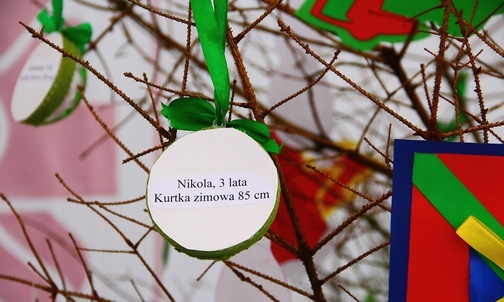 Nikola, 3 lata
Kurtka zimowa 85 cm